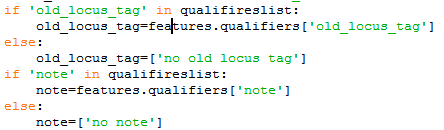 if 'old_locus_tag' in qualifireslist:
    old_locus_tag=features.qualifiers['old_locus_tag']
else:
    old_locus_tag=['no old locus tag']
if 'note' in qualifireslist:
    note=features.qualifiers['note']
else:
    note=['no note']